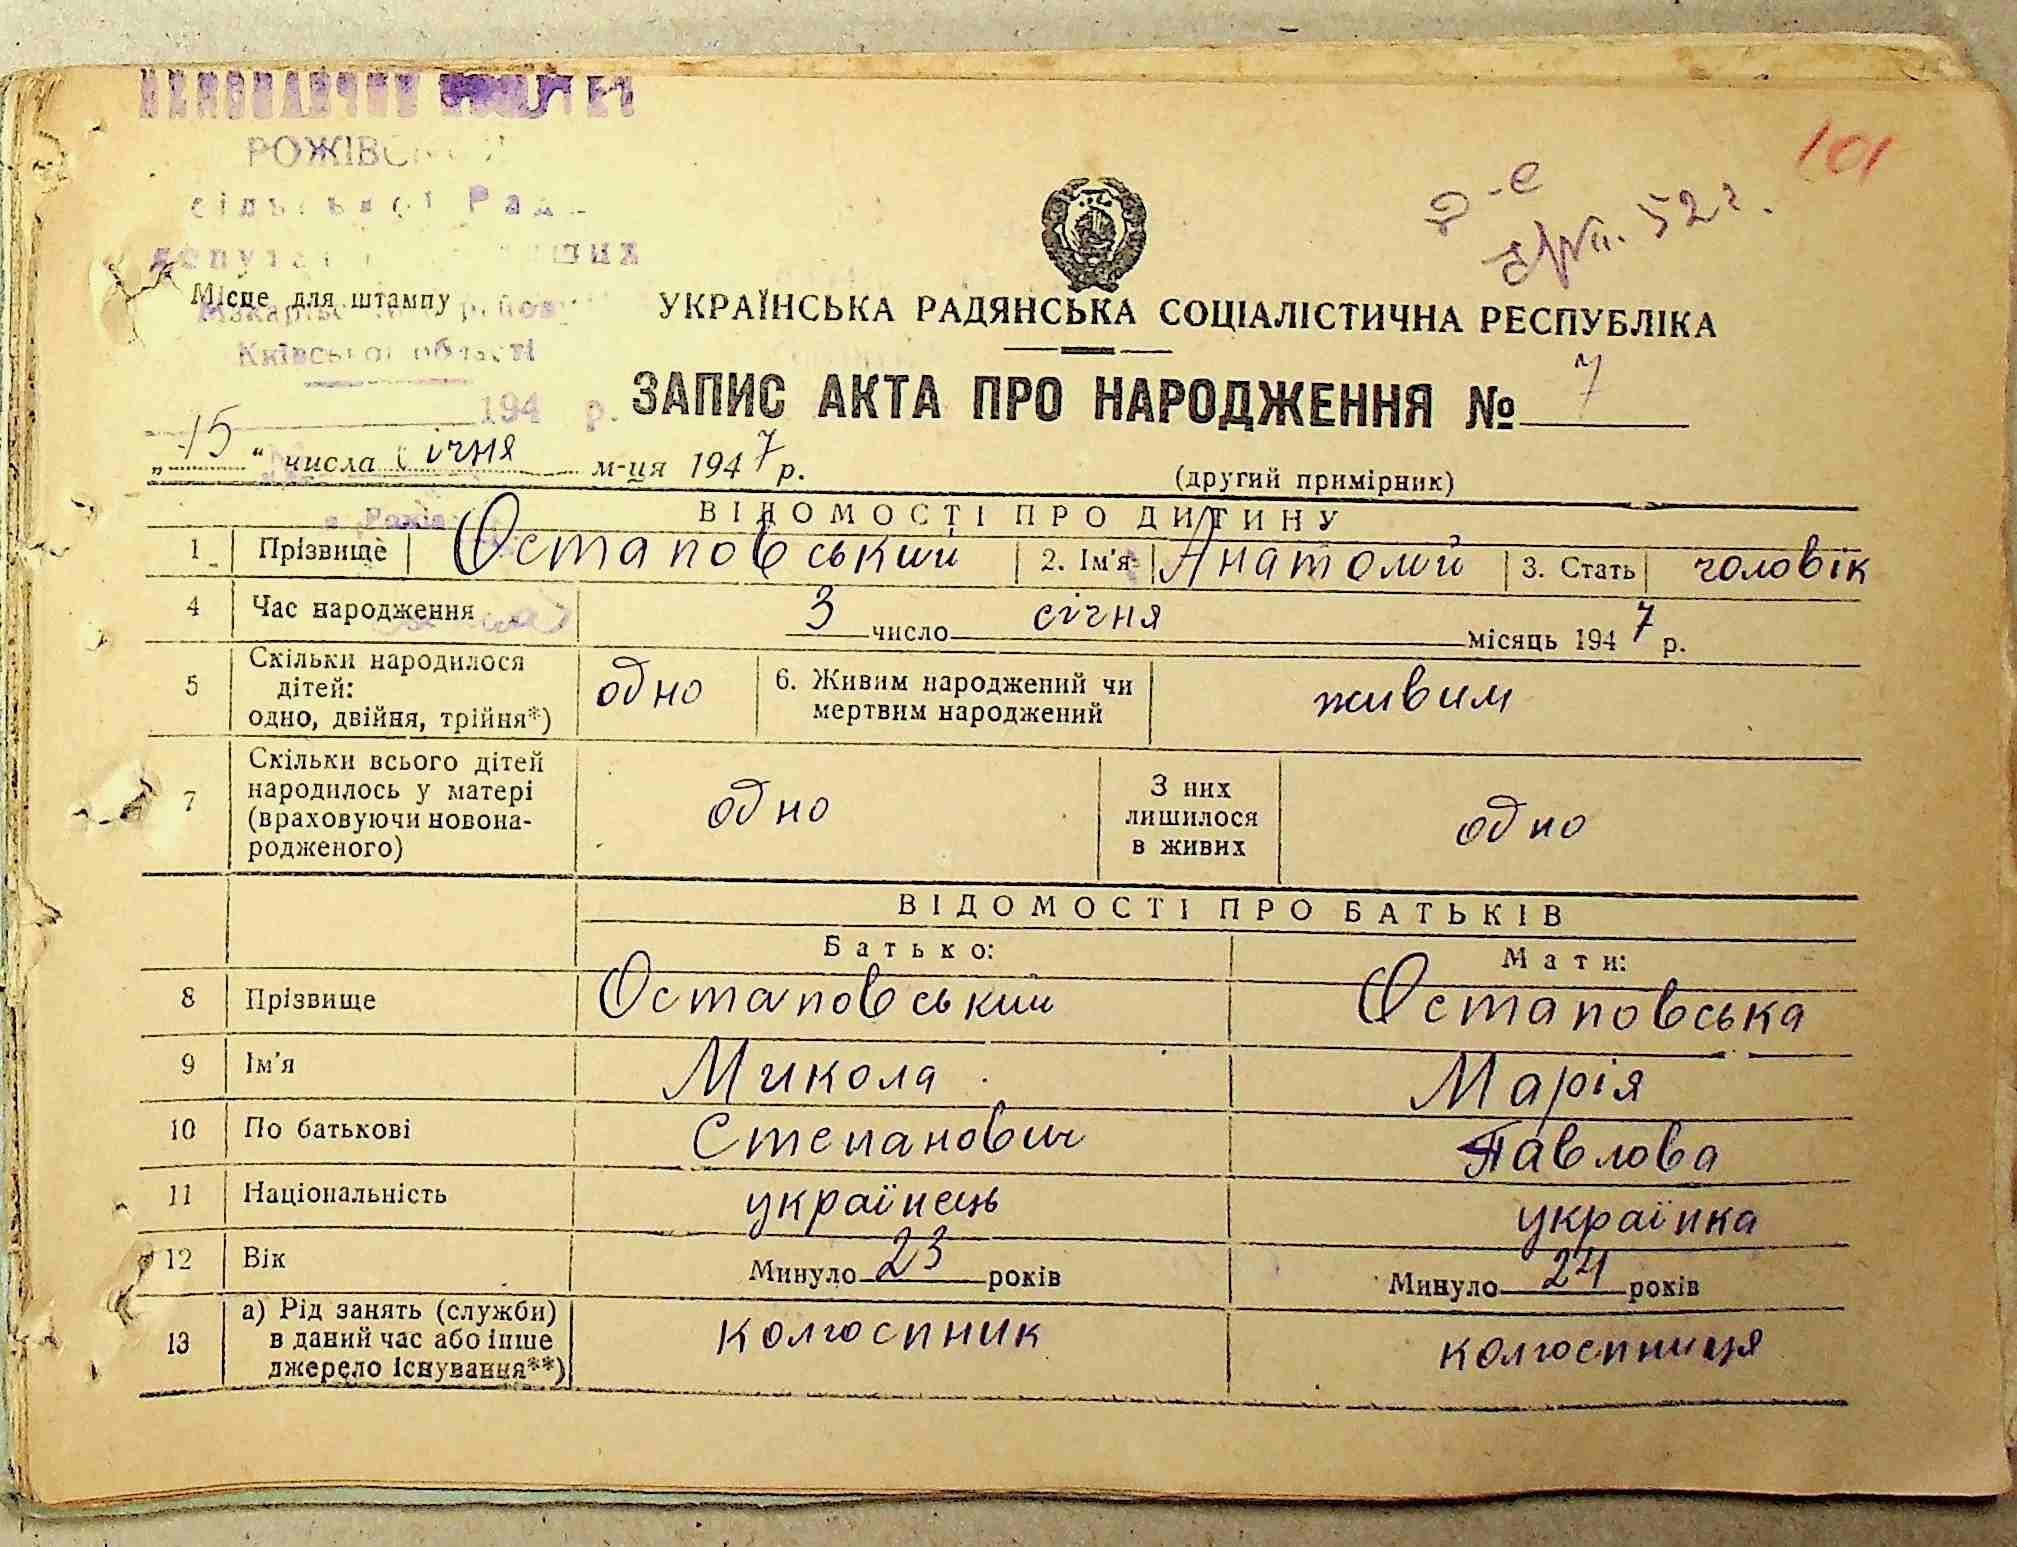 101
УКРАЇНСЬКА РАДЯНСЬКА СОЦІАЛІСТИЧНА РЕСПУБЛІКА
Місце для штампу
Київської області
194 р.
ЗАПИС АКТА ПРО НАРОДЖЕННЯ № 7
„15“ числа січня м-ця 1947 р.
(другий примірник)
ВІДОМОСТІ ПРО ДИТИНУ
1 Прізвище Остаповський 2. Ім'я Анатолій 3. Стать чоловік
4 Час народження 3 число січня місяць 1947 р.
5 Скільки народилося дітей: одно, двійня, трійня*) одно 6. Живим народжений чи мертвим народжений живим
7 Скільки всього дітей народилось у матері (враховуючи новонародженого) одно З них лишилося в живих одно
ВІДОМОСТІ ПРО БАТЬКІВ
Батько: Мати:
8 Прізвище Остаповський Остаповська
9 Ім'я Микола Марія
10 По батькові Степанович Павлова
11 Національність українець українка
12 Вік Минуло 23 років Минуло 24 років
13 а) Рід занять (служби) в даний час або інше джерело існування**) колгоспник колгоспниця